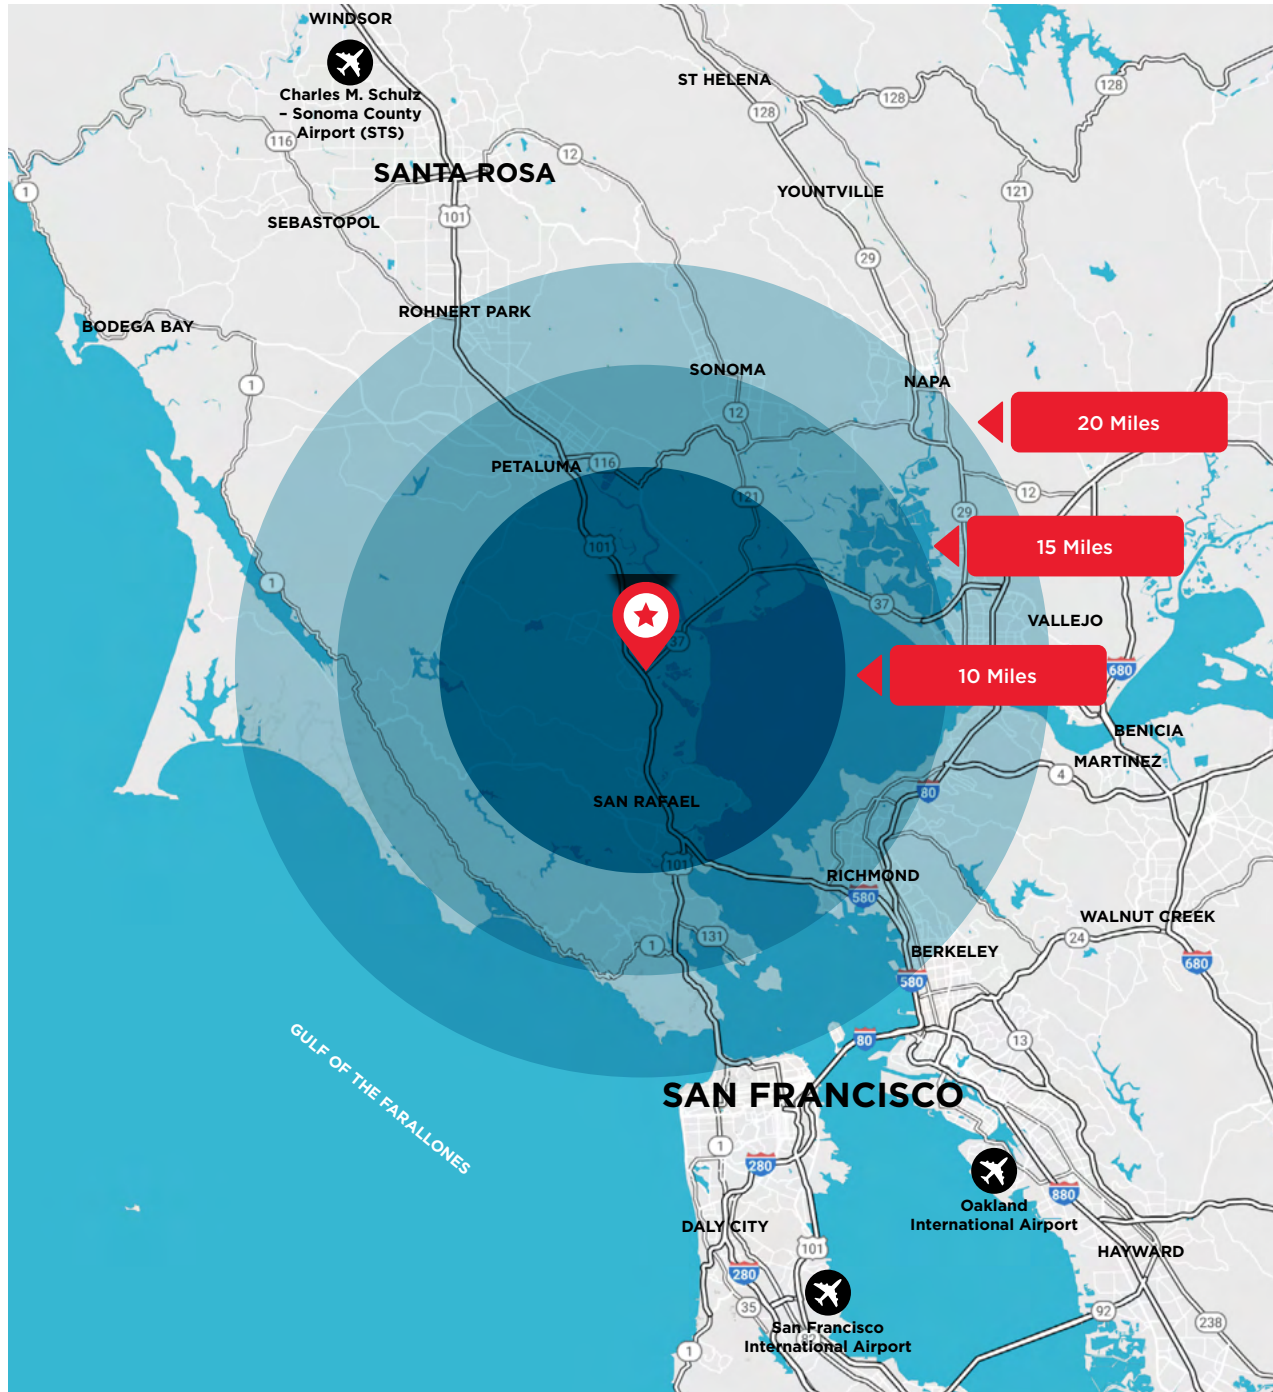 WINDSOR
Charles M. Schulz
– Sonoma County
Airport (STS)
ST HELENA
128
128
128
116
12
SANTA ROSA
1
YOUNTVILLE
121
101
SEBASTOPOL
29
ROHNERT PARK
BODEGA BAY
SONOMA
NAPA
1
12
20 Miles
PETALUMA
116
121
12
29
101
15 Miles
1
37
VALLEJO
37
680
10 Miles
BENICIA
MARTINEZ
4
80
SAN RAFAEL
101
RICHMOND
580
WALNUT CREEK
24
131
1
BERKELEY
680
580
GULF OF THE FARALLONES
80
13
SAN FRANCISCO
1
280
880
Oakland
International Airport
DALY CITY
101
HAYWARD
280
35
92
238
San Francisco
International Airport
82
1